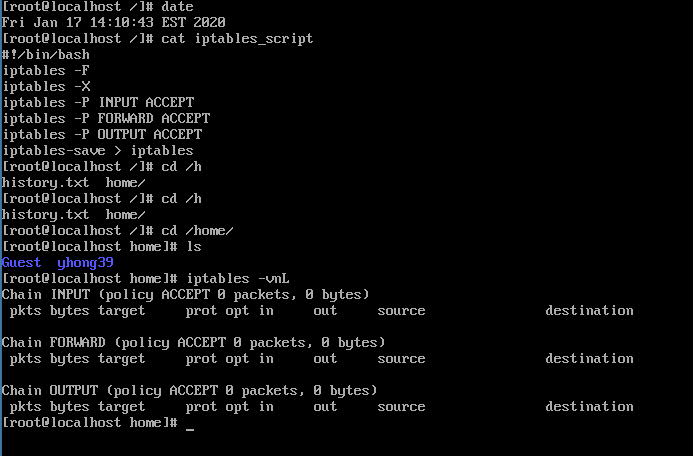 [root@localhost /]# date
Fri Jan 17 14:10:43 EST 2020
[root@localhost /]# cat iptables_script
#!/bin/bash
iptables -F
iptables -X
iptables -P INPUT ACCEPT
iptables -P FORWARD ACCEPT
iptables -P OUTPUT ACCEPT
iptables-save > iptables
[root@localhost /]# cd /h
history.txt  home/
[root@localhost /]# cd /h
history.txt  home/
[root@localhost /]# cd /home/
[root@localhost home]# ls
Guest  yhong39
[root@localhost home]# iptables -vnL
Chain INPUT (policy ACCEPT 0 packets, 0 bytes)
 pkts bytes target     prot opt in     out     source               destination
Chain FORWARD (policy ACCEPT 0 packets, 0 bytes)
 pkts bytes target     prot opt in     out     source               destination
Chain OUTPUT (policy ACCEPT 0 packets, 0 bytes)
 pkts bytes target     prot opt in     out     source               destination
[root@localhost home]# _